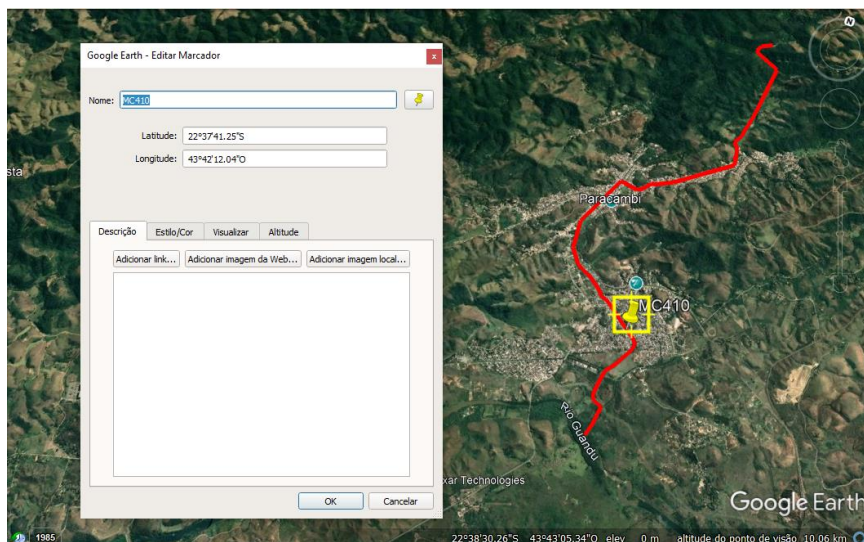 Google Earth - Editar Marcador
x
N
Nome: MC410
Latitude: 22°37'41.25"S
Longitude: 43°42'12.04"O
sta
Paracambi
Descrição Estilo/Cor Visualizar Altitude
Adicionar link... Adicionar imagem da Web... Adicionar imagem local...
MC410
Rio Guandu
xar Technologies
OK Cancelar
Google Earth
1985
22°38'30.26"S 43°43'05.34"O elev 0 m altitude do ponto de visão 10.06 km